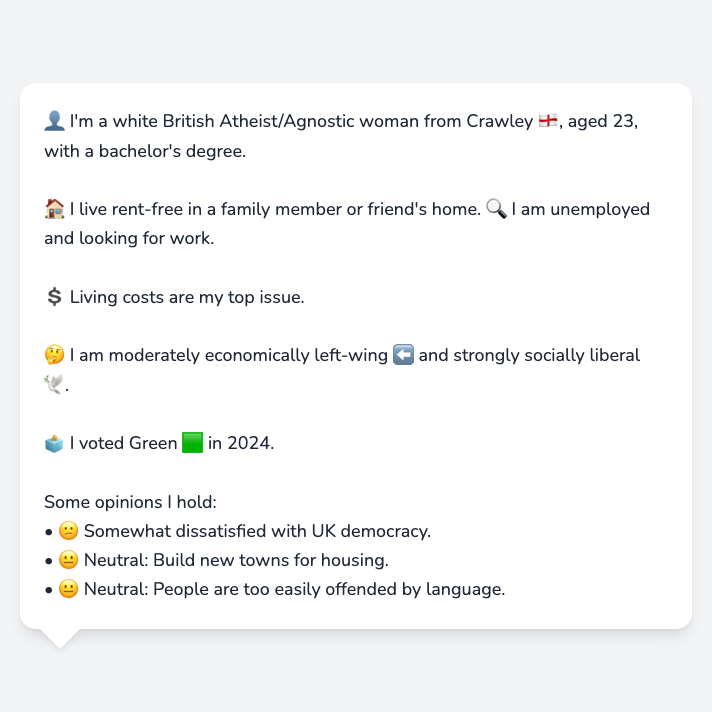 👤 I'm a white British Atheist/Agnostic woman from Crawley 🏴󠁧󠁢󠁥󠁮󠁧󠁿, aged 23,
with a bachelor's degree.
🏠 I live rent-free in a family member or friend's home. 🔍 I am unemployed
and looking for work.
💲 Living costs are my top issue.
🤔 I am moderately economically left-wing ⬅️ and strongly socially liberal
🕊️.
🗳️ I voted Green 🟩 in 2024.
Some opinions I hold:
• 🙁 Somewhat dissatisfied with UK democracy.
• 😐 Neutral: Build new towns for housing.
• 😐 Neutral: People are too easily offended by language.